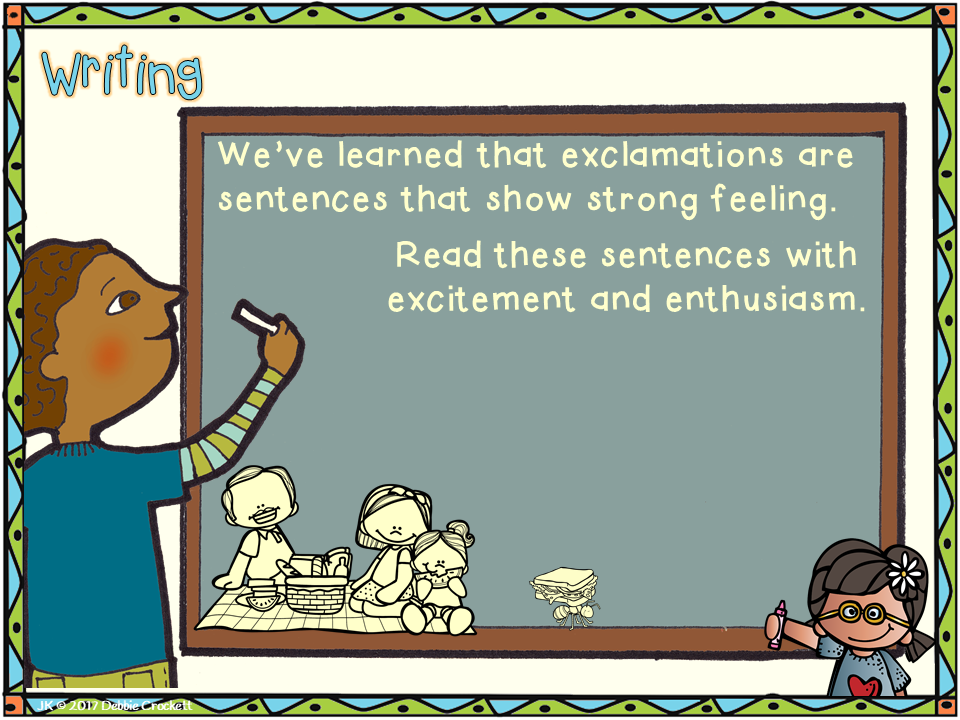 Writing
We've learned that exclamations are
sentences that show strong feeling.
Read these sentences with
excitement and enthusiasm.
JK © 2017 Debbie Crockett